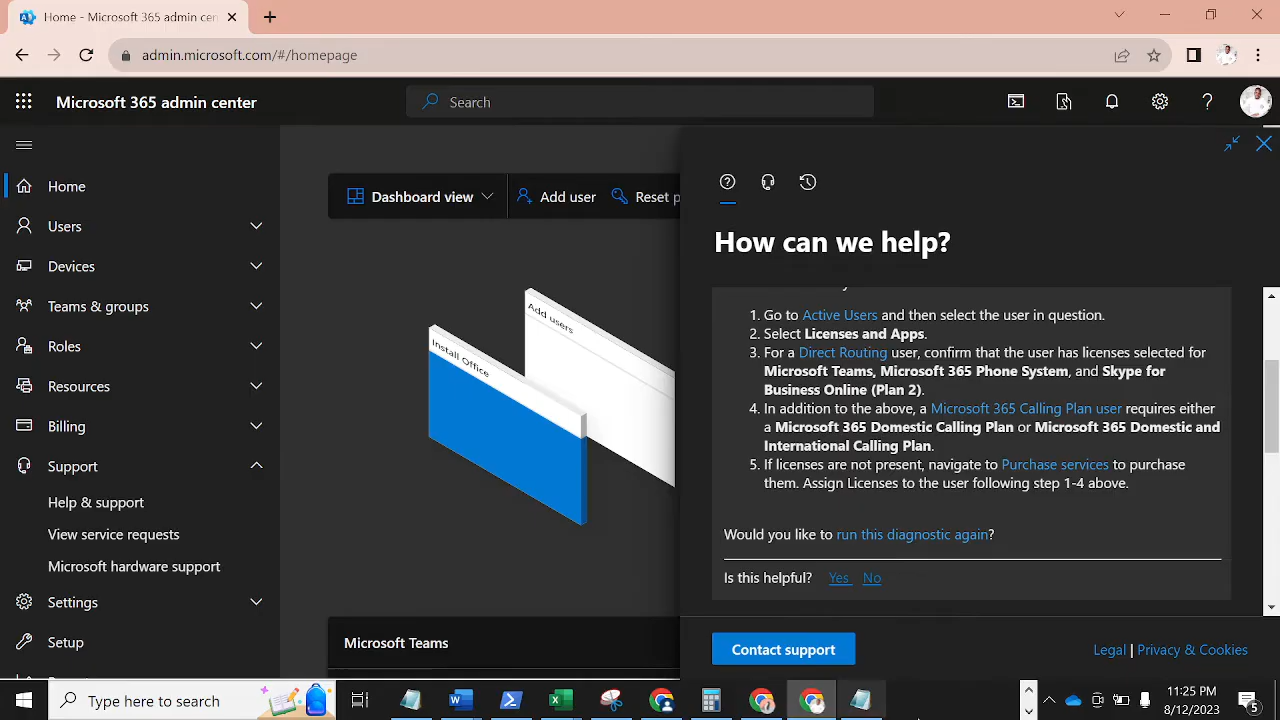 Home - Microsoft 365 admin cer
admin.microsoft.com/#/homepage
Microsoft 365 admin center
Search
Home
Users
Devices
Teams & groups
Roles
Resources
Billing
Support
Help & support
View service requests
Microsoft hardware support
Settings
Setup
Dashboard view
Add user
Reset p
Add users
Install Office
Microsoft Teams
How can we help?
1. Go to Active Users and then select the user in question.
2. Select Licenses and Apps.
3. For a Direct Routing user, confirm that the user has licenses selected for
Microsoft Teams, Microsoft 365 Phone System, and Skype for
Business Online (Plan 2).
4. In addition to the above, a Microsoft 365 Calling Plan user requires either
a Microsoft 365 Domestic Calling Plan or Microsoft 365 Domestic and
International Calling Plan.
5. If licenses are not present, navigate to Purchase services to purchase
them. Assign Licenses to the user following step 1-4 above.
Would you like to run this diagnostic again?
Is this helpful? Yes No
Contact support
Legal | Privacy & Cookies
Type here to search
11:25 PM
8/12/2023
5